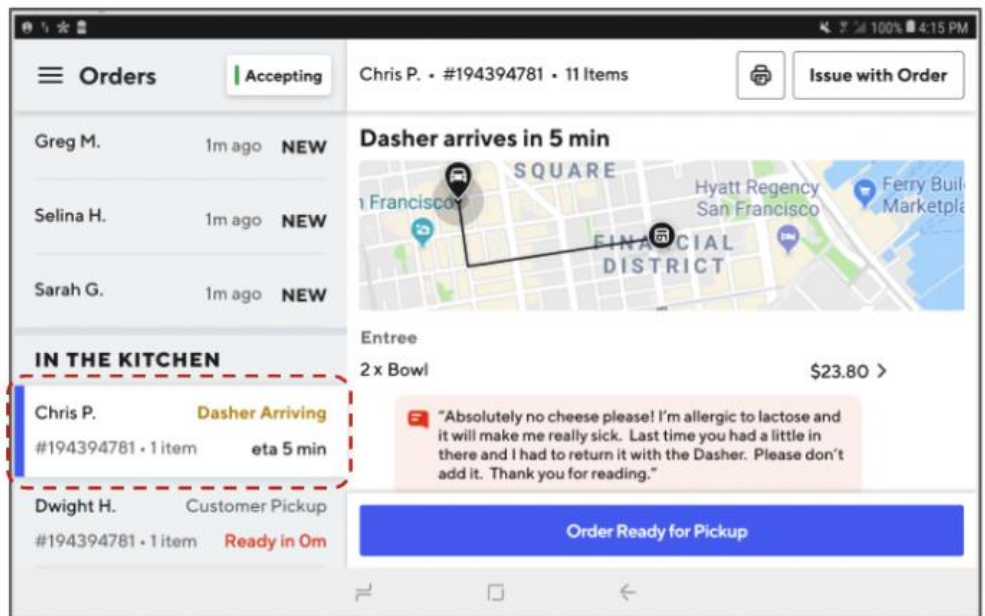 100% 4:15 PM
Orders
Accepting
Chris P. • #194394781 • 11 Items
Issue with Order
Greg M.
1m ago NEW
Selina H.
1m ago NEW
Sarah G.
1m ago NEW
IN THE KITCHEN
Chris P. Dasher Arriving
#194394781 • 1 item eta 5 min
Dwight H. Customer Pickup
#194394781 • 1 item Ready in 0m
Dasher arrives in 5 min
SQUARE
n Francisco
Hyatt Regency
San Francisco
Ferry Buil
Marketpla
FINANCIAL
DISTRICT
Entree
2 x Bowl $23.80 >
"Absolutely no cheese please! I'm allergic to lactose and
it will make me really sick. Last time you had a little in
there and I had to return it with the Dasher. Please don't
add it. Thank you for reading."
Order Ready for Pickup